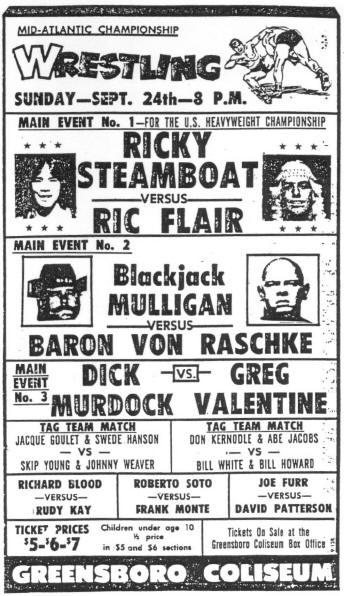 MID-ATLANTIC CHAMPIONSHIP
WRESTLING
SUNDAY—SEPT. 24th—8 P.M.
MAIN EVENT No. 1—FOR THE U.S. HEAVYWEIGHT CHAMPIONSHIP
RICKY
STEAMBOAT
VERSUS
RIC FLAIR
MAIN EVENT No. 2
Blackjack
MULLIGAN
VERSUS
BARON VON RASCHKE
MAIN EVENT No. 3
DICK MURDOCK
VS.
GREG VALENTINE
TAG TEAM MATCH
JACQUE GOULET & SWEDE HANSON
VS
SKIP YOUNG & JOHNNY WEAVER
TAG TEAM MATCH
DON KERNODLE & ABE JACOBS
VS
BILL WHITE & BILL HOWARD
RICHARD BLOOD
—VERSUS—
RUDY KAY
ROBERTO SOTO
—VERSUS—
FRANK MONTE
JOE FURR
—VERSUS—
DAVID PATTERSON
TICKET PRICES
$5-$6-$7
Children under age 10
½ price
in $5 and $6 sections
Tickets On Sale at the
Greensboro Coliseum Box Office
GREENSBORO COLISEUM